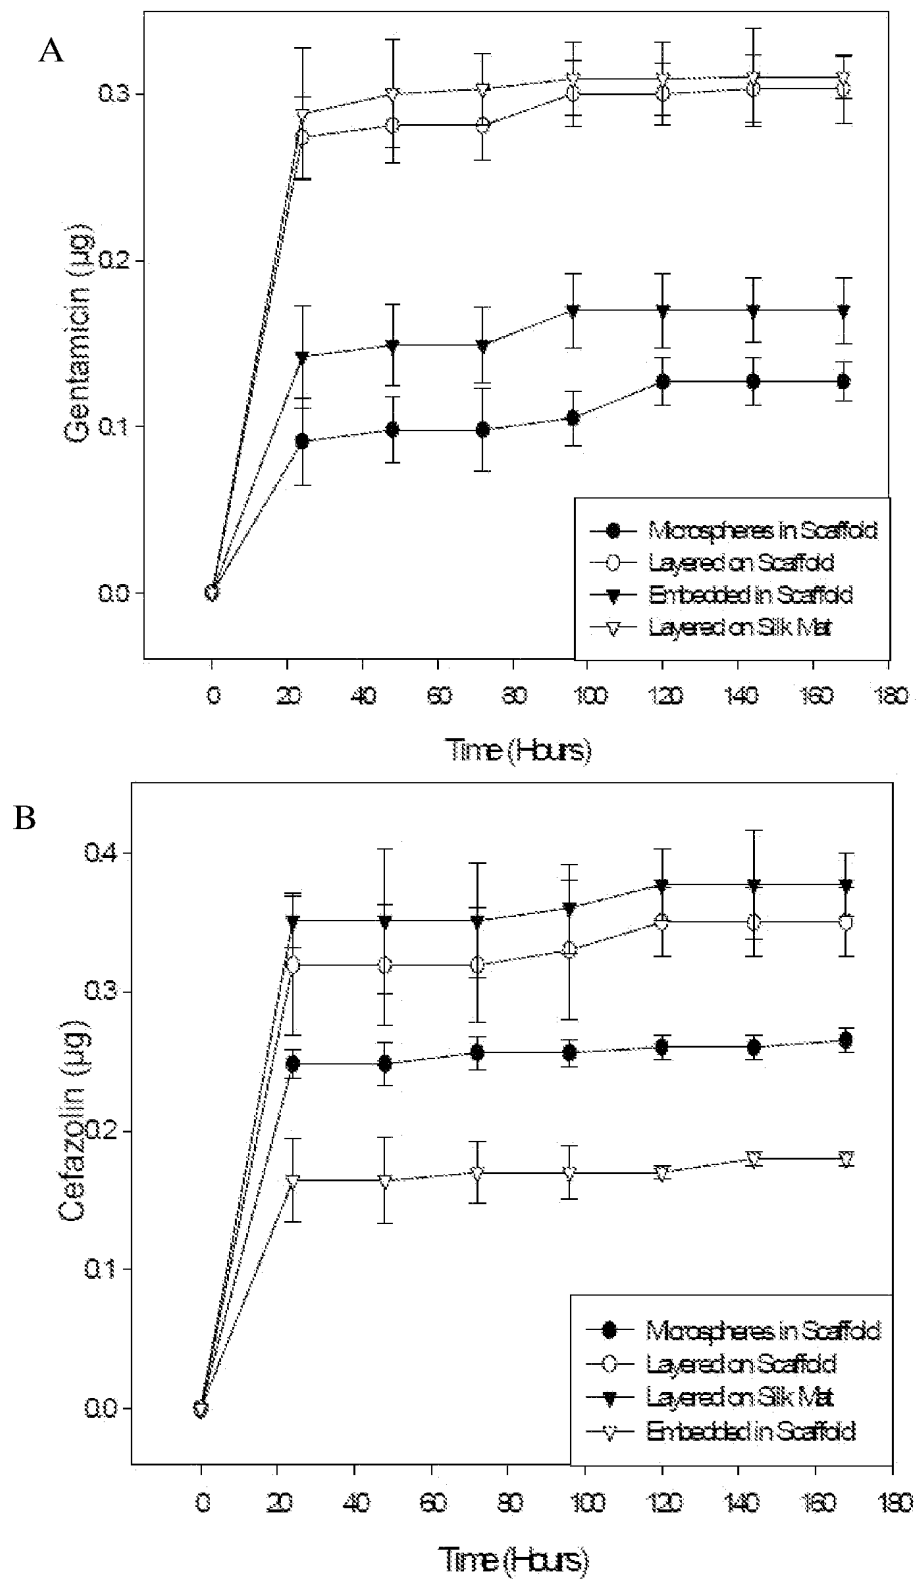 A
Gentamicin (µg)
0.3
0.2
0.1
0.0
Microspheres in Scaffold
Layered on Scaffold
Embedded in Scaffold
Layered on Silk Mat
0 20 40 60 80 100 120 140 160 180
Time (Hours)
B
Cefazolin (µg)
0.4
0.3
0.2
0.1
0.0
Microspheres in Scaffold
Layered on Scaffold
Layered on Silk Mat
Embedded in Scaffold
0 20 40 60 80 100 120 140 160 180
Time (Hours)